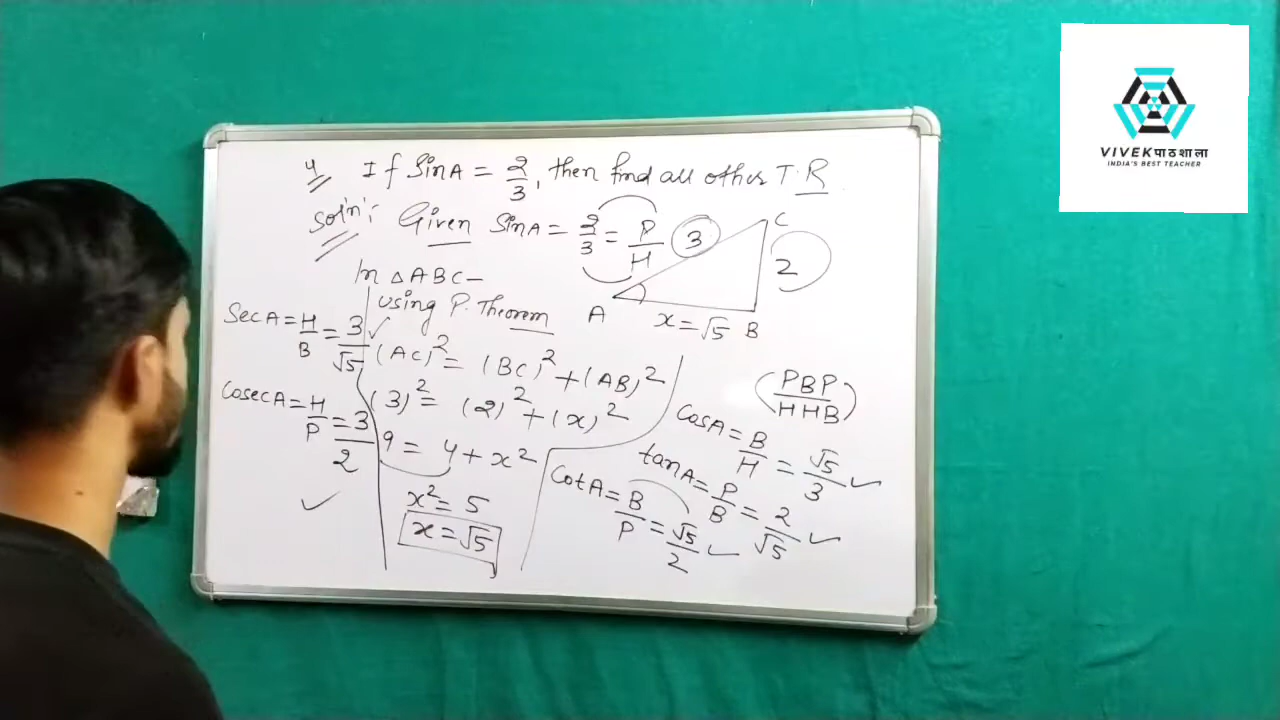 4 If SinA = 2/3, then find all other T.R
Soln:- Given SinA = 2/3 = P/H
3
C
2
A
x = √5
B
In △ABC-
using P. Theorem
(AC)² = (BC)² + (AB)²
(3)² = (2)² + (x)²
9 = 4 + x²
x² = 5
x = √5
SecA = H/B = 3/√5 ✓
CosecA = H/P = 3/2
✓
(PBP/HHB)
CosA = B/H = √5/3 ✓
tanA = P/B = 2/√5 ✓
CotA = B/P = √5/2 ✓
VIVEKपाठशाला
INDIA'S BEST TEACHER